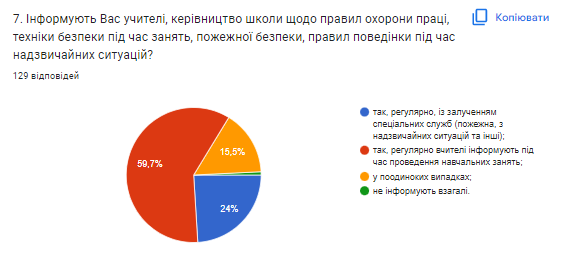 7. Інформують Вас учителі, керівництво школи щодо правил охорони праці,
техніки безпеки під час занять, пожежної безпеки, правил поведінки під час
надзвичайних ситуацій?
Копіювати
129 відповідей
59,7%
15,5%
24%
так, регулярно, із залученням
спеціальних служб (пожежна, з
надзвичайних ситуацій та інші);
так, регулярно вчителі інформують під
час проведення навчальних занять;
у поодиноких випадках;
не інформують взагалі.